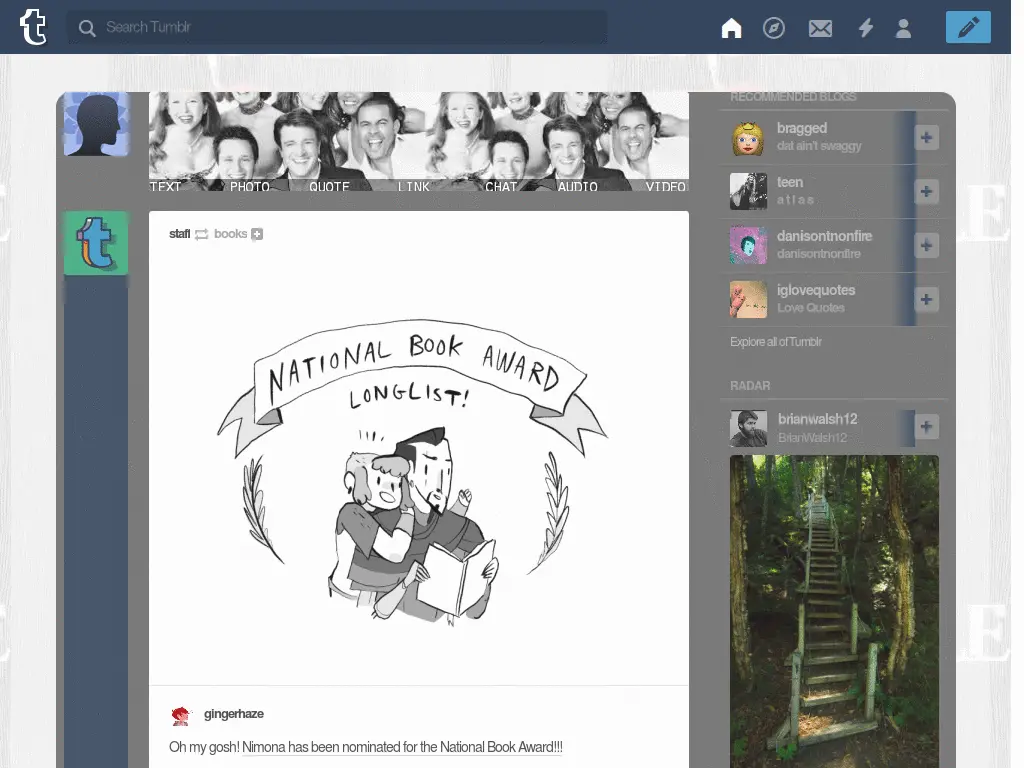 t
Search Tumblr
TEXT PHOTO QUOTE LINK CHAT AUDIO VIDEO
staff books
NATIONAL BOOK AWARD
LONGLIST!
gingerhaze
Oh my gosh! Nimona has been nominated for the National Book Award!!!
RECOMMENDED BLOGS
bragged
dat ain't swaggy
teen
a t l a s
danisontnonfire
danisontnonfire
iglovequotes
Love Quotes
Explore all of Tumblr
RADAR
brianwalsh12
BrianWalsh12
E
E